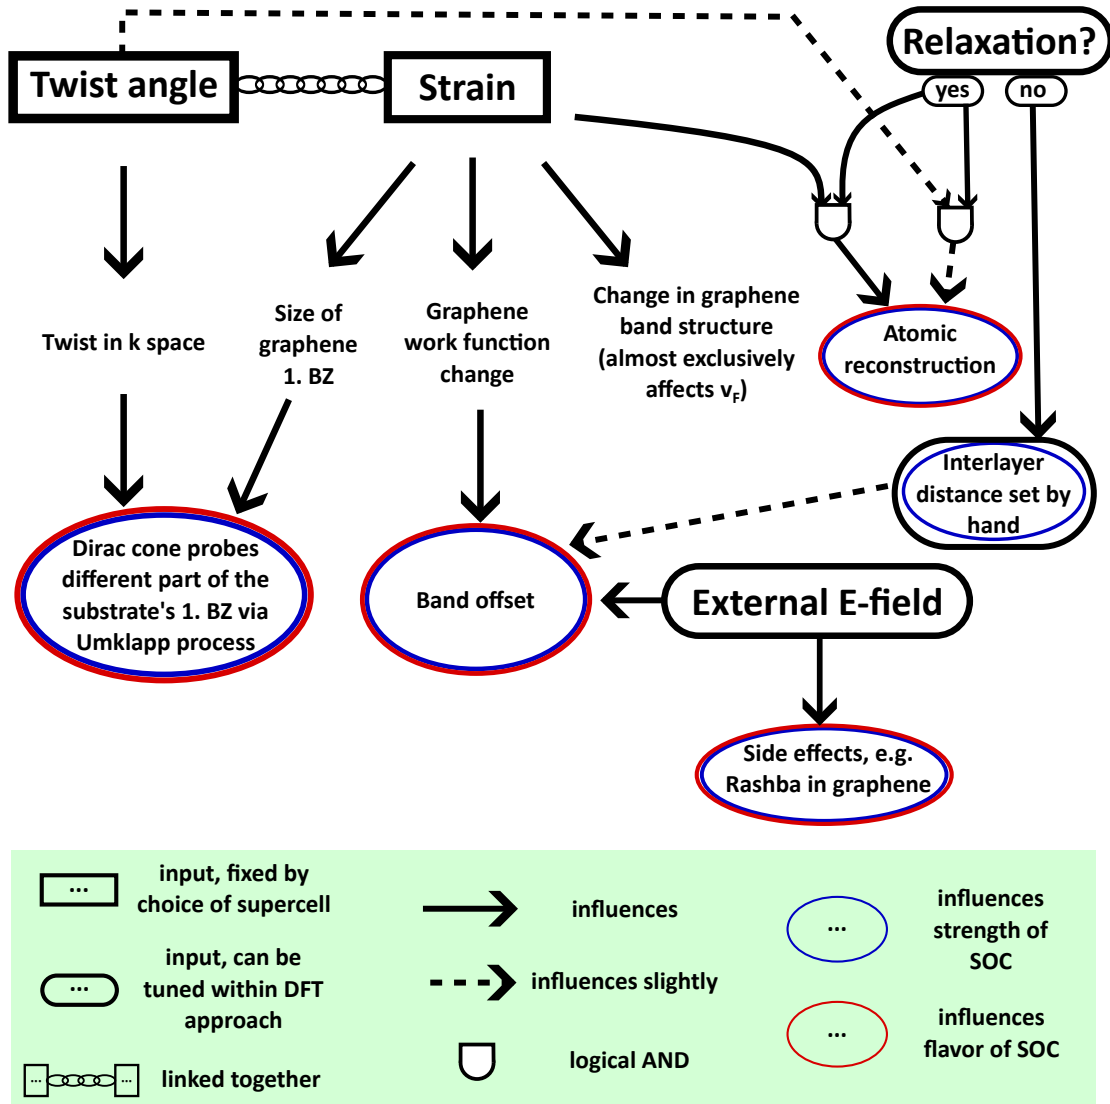 Relaxation?
Twist angle
Strain
yes
no
Twist in k space
Size of
graphene
1. BZ
Graphene
work function
change
Change in graphene
band structure
(almost exclusively
affects v_F)
Atomic
reconstruction
Interlayer
distance set by
hand
Dirac cone probes
different part of the
substrate's 1. BZ via
Umklapp process
Band offset
External E-field
Side effects, e.g.
Rashba in graphene
...
input, fixed by
choice of supercell
influences
...
influences
strength of
SOC
...
input, can be
tuned within DFT
approach
influences slightly
...
influences
flavor of SOC
... ...
linked together
logical AND